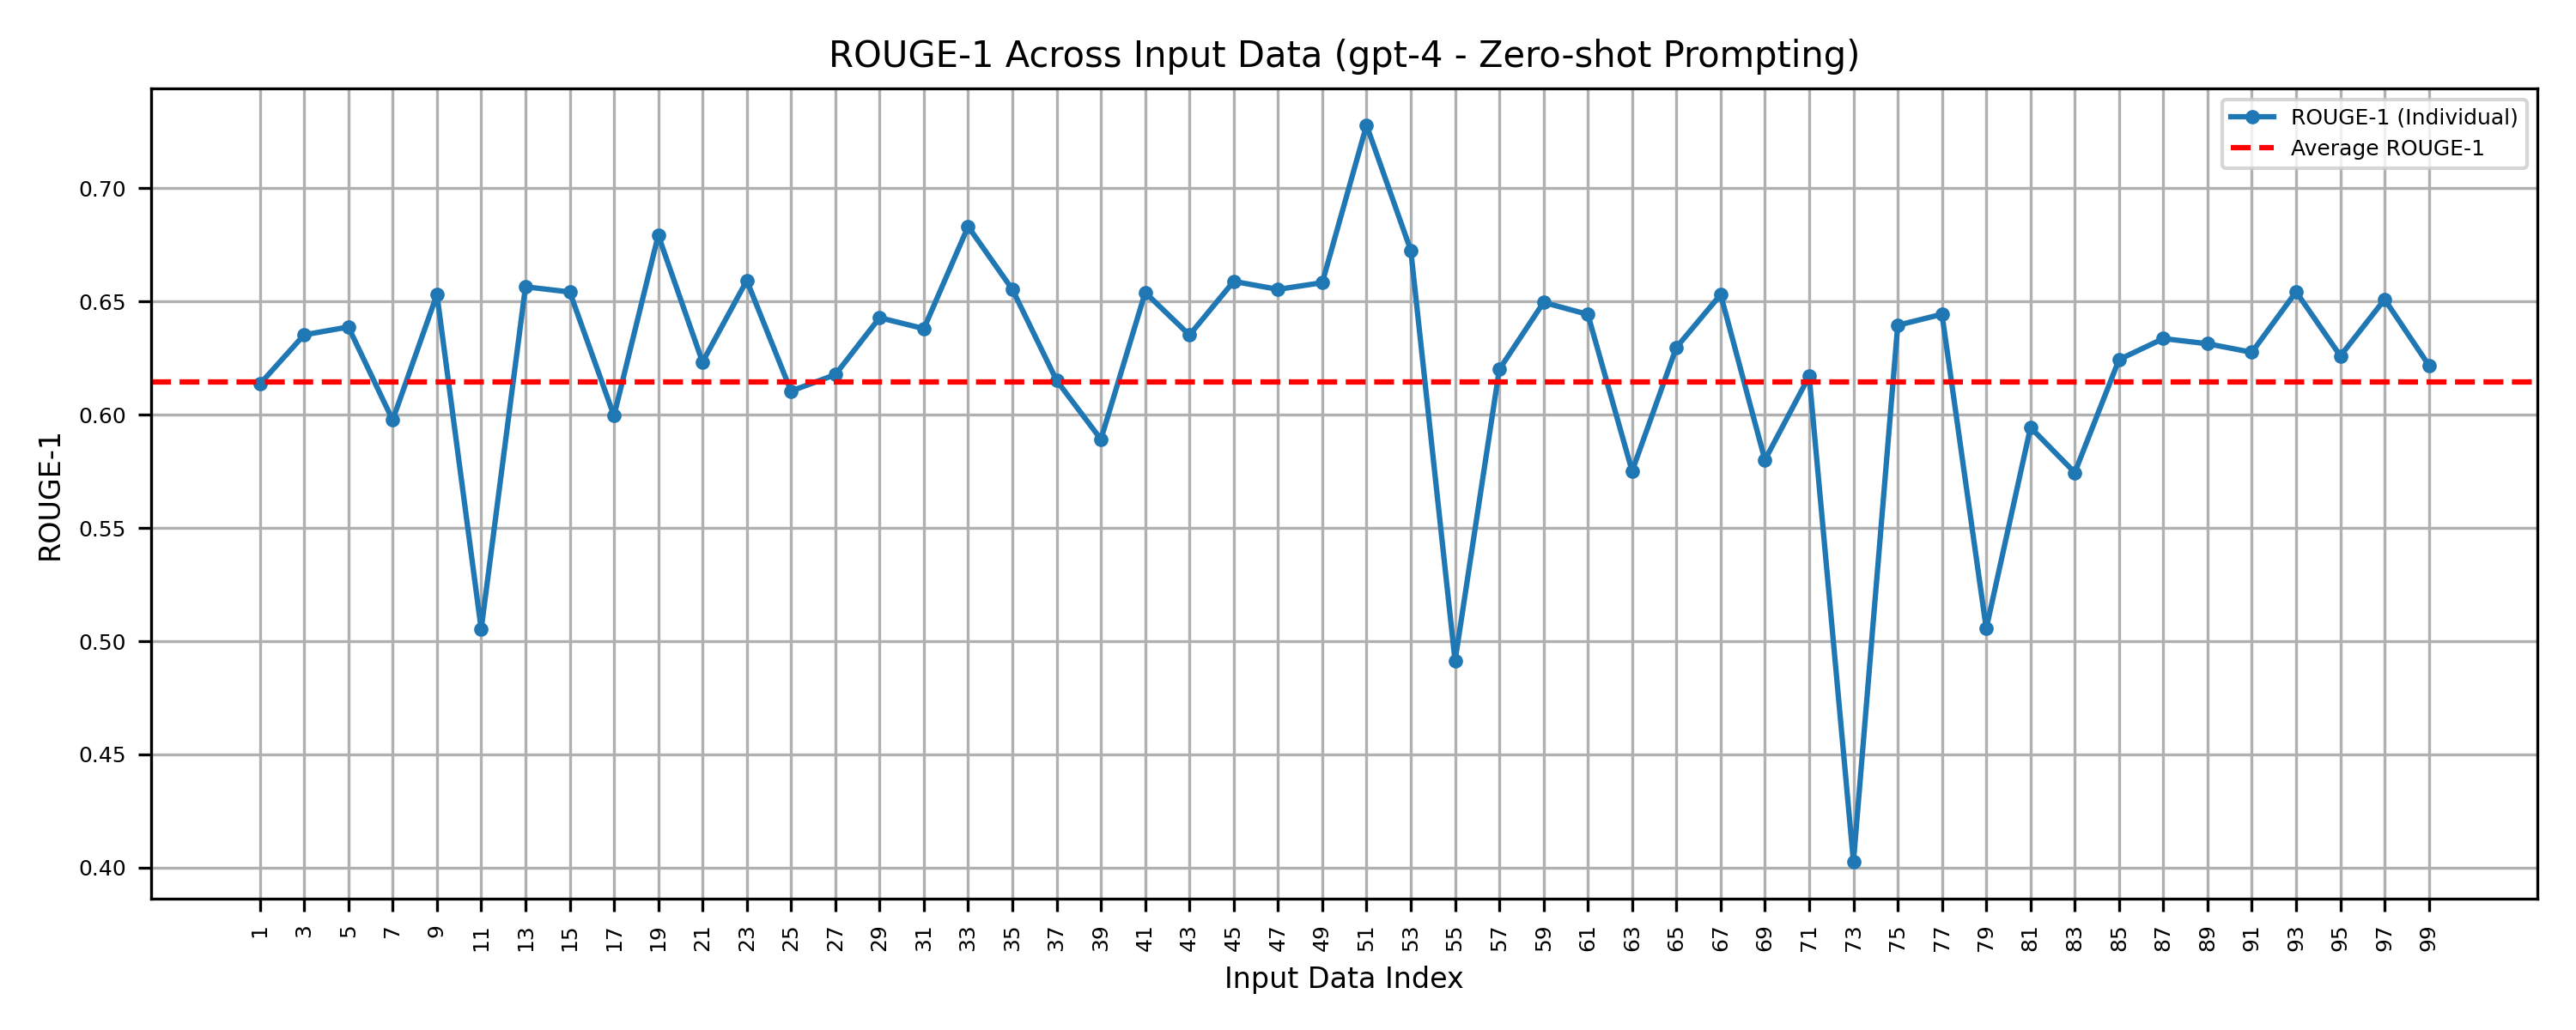 ROUGE-1 Across Input Data (gpt-4 - Zero-shot Prompting)
ROUGE-1 (Individual)
Average ROUGE-1
ROUGE-1
0.70
0.65
0.60
0.55
0.50
0.45
0.40
1 3 5 7 9 11 13 15 17 19 21 23 25 27 29 31 33 35 37 39 41 43 45 47 49 51 53 55 57 59 61 63 65 67 69 71 73 75 77 79 81 83 85 87 89 91 93 95 97 99
Input Data Index